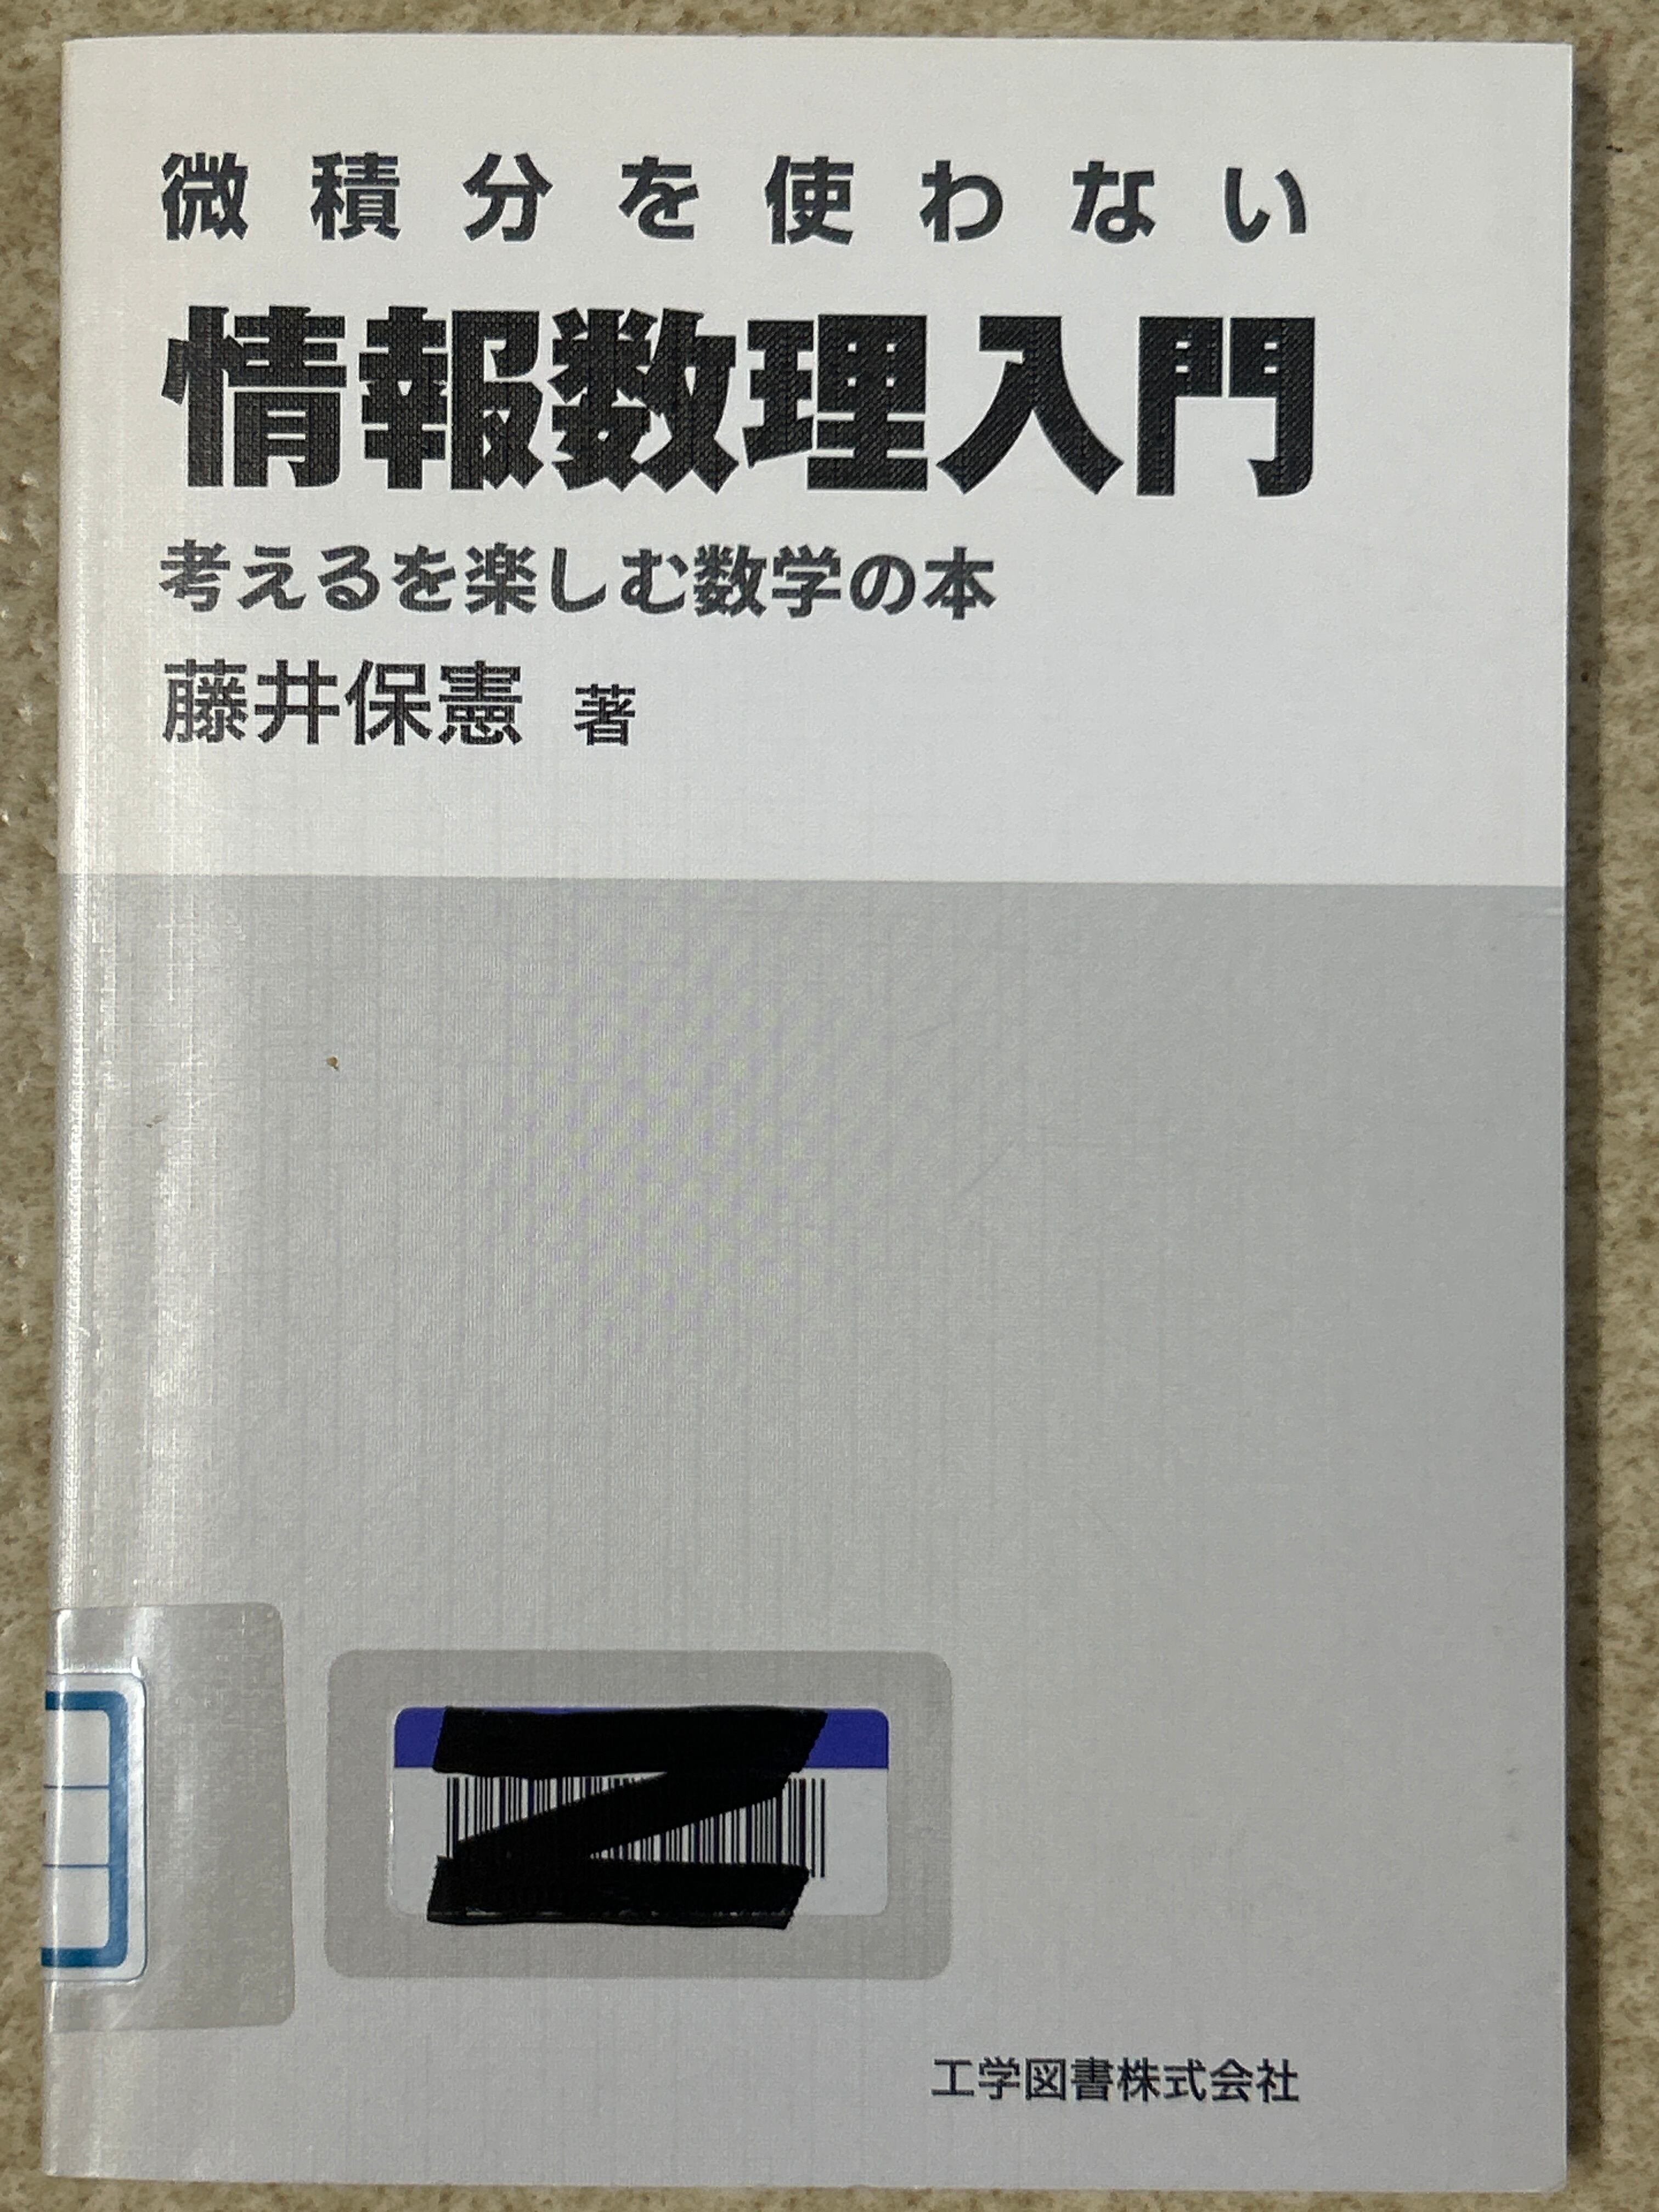 微積分を使わない
情報数理入門
考えるを楽しむ数学の本
藤井保憲 著
工学図書株式会社